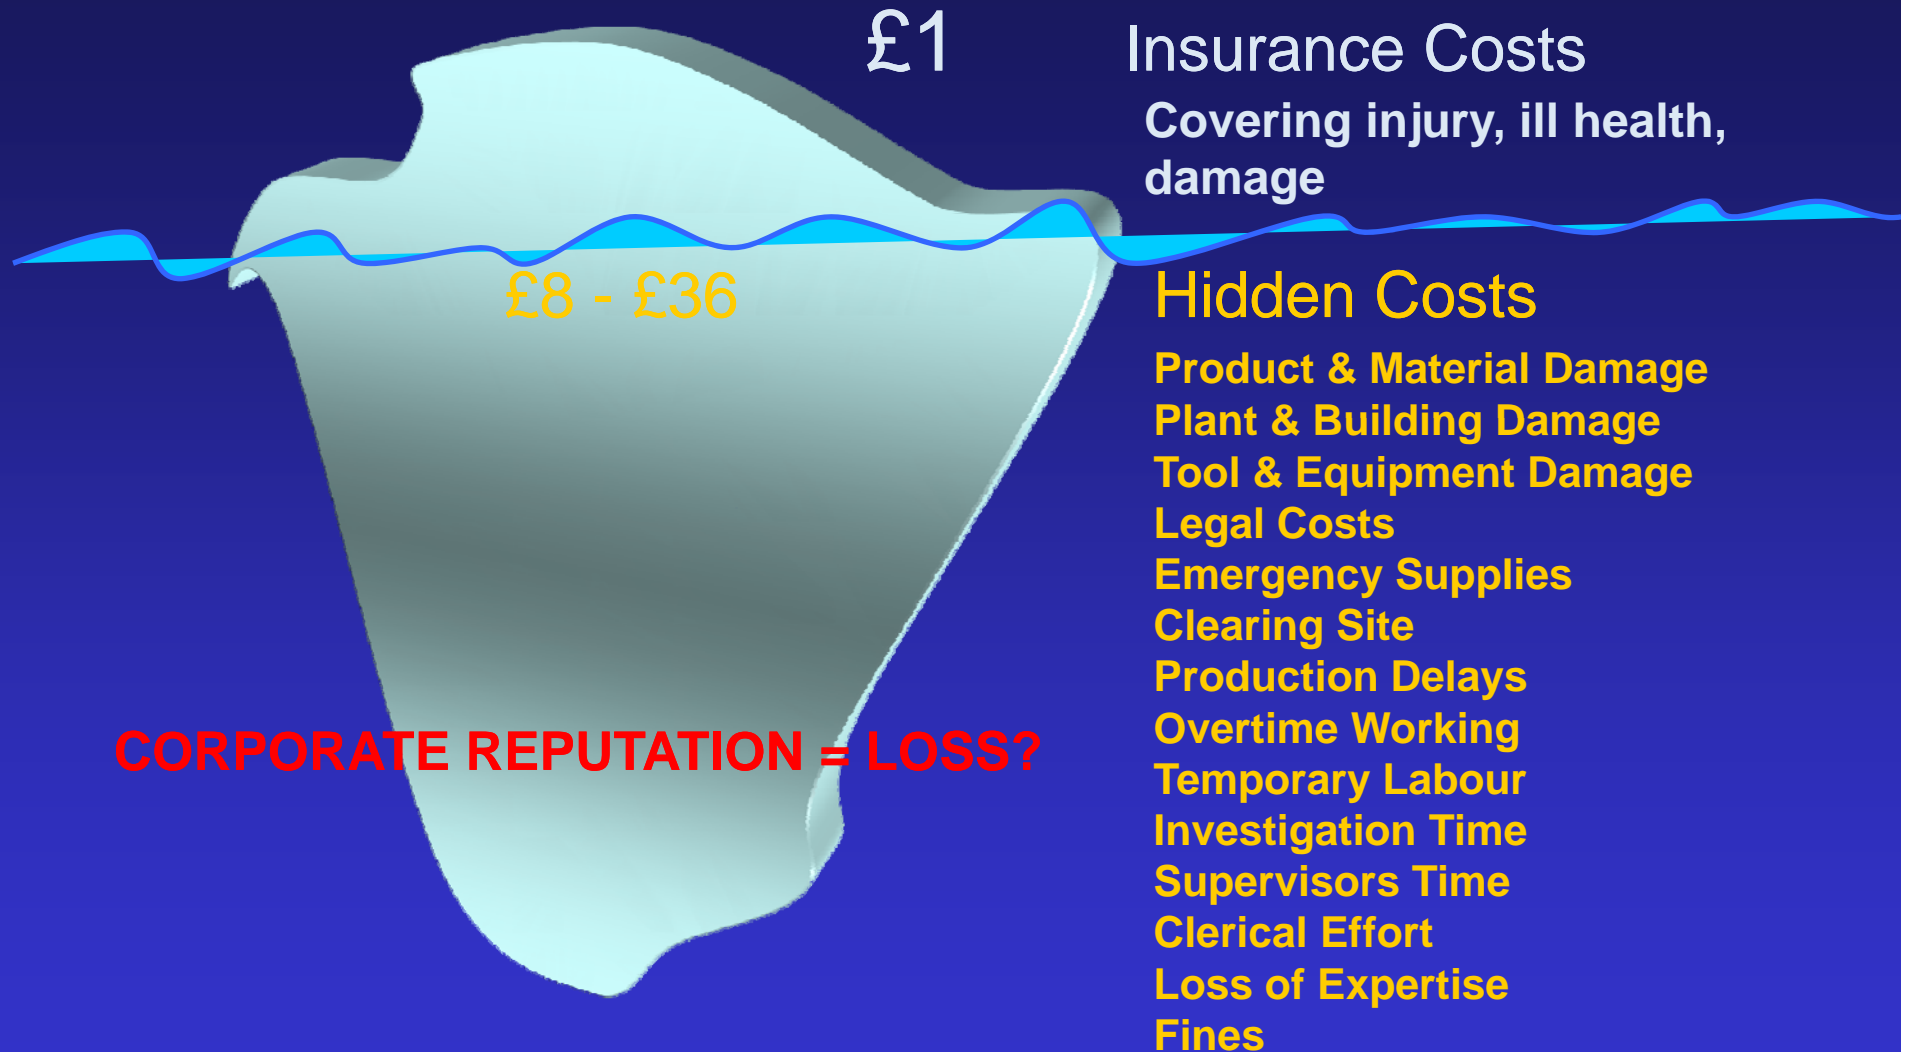 £1 Insurance Costs
Covering injury, ill health,
damage
£8 - £36 Hidden Costs
Product & Material Damage
Plant & Building Damage
Tool & Equipment Damage
Legal Costs
Emergency Supplies
Clearing Site
Production Delays
Overtime Working
CORPORATE REPUTATION = LOSS?
Temporary Labour
Investigation Time
Supervisors Time
Clerical Effort
Loss of Expertise
Fines